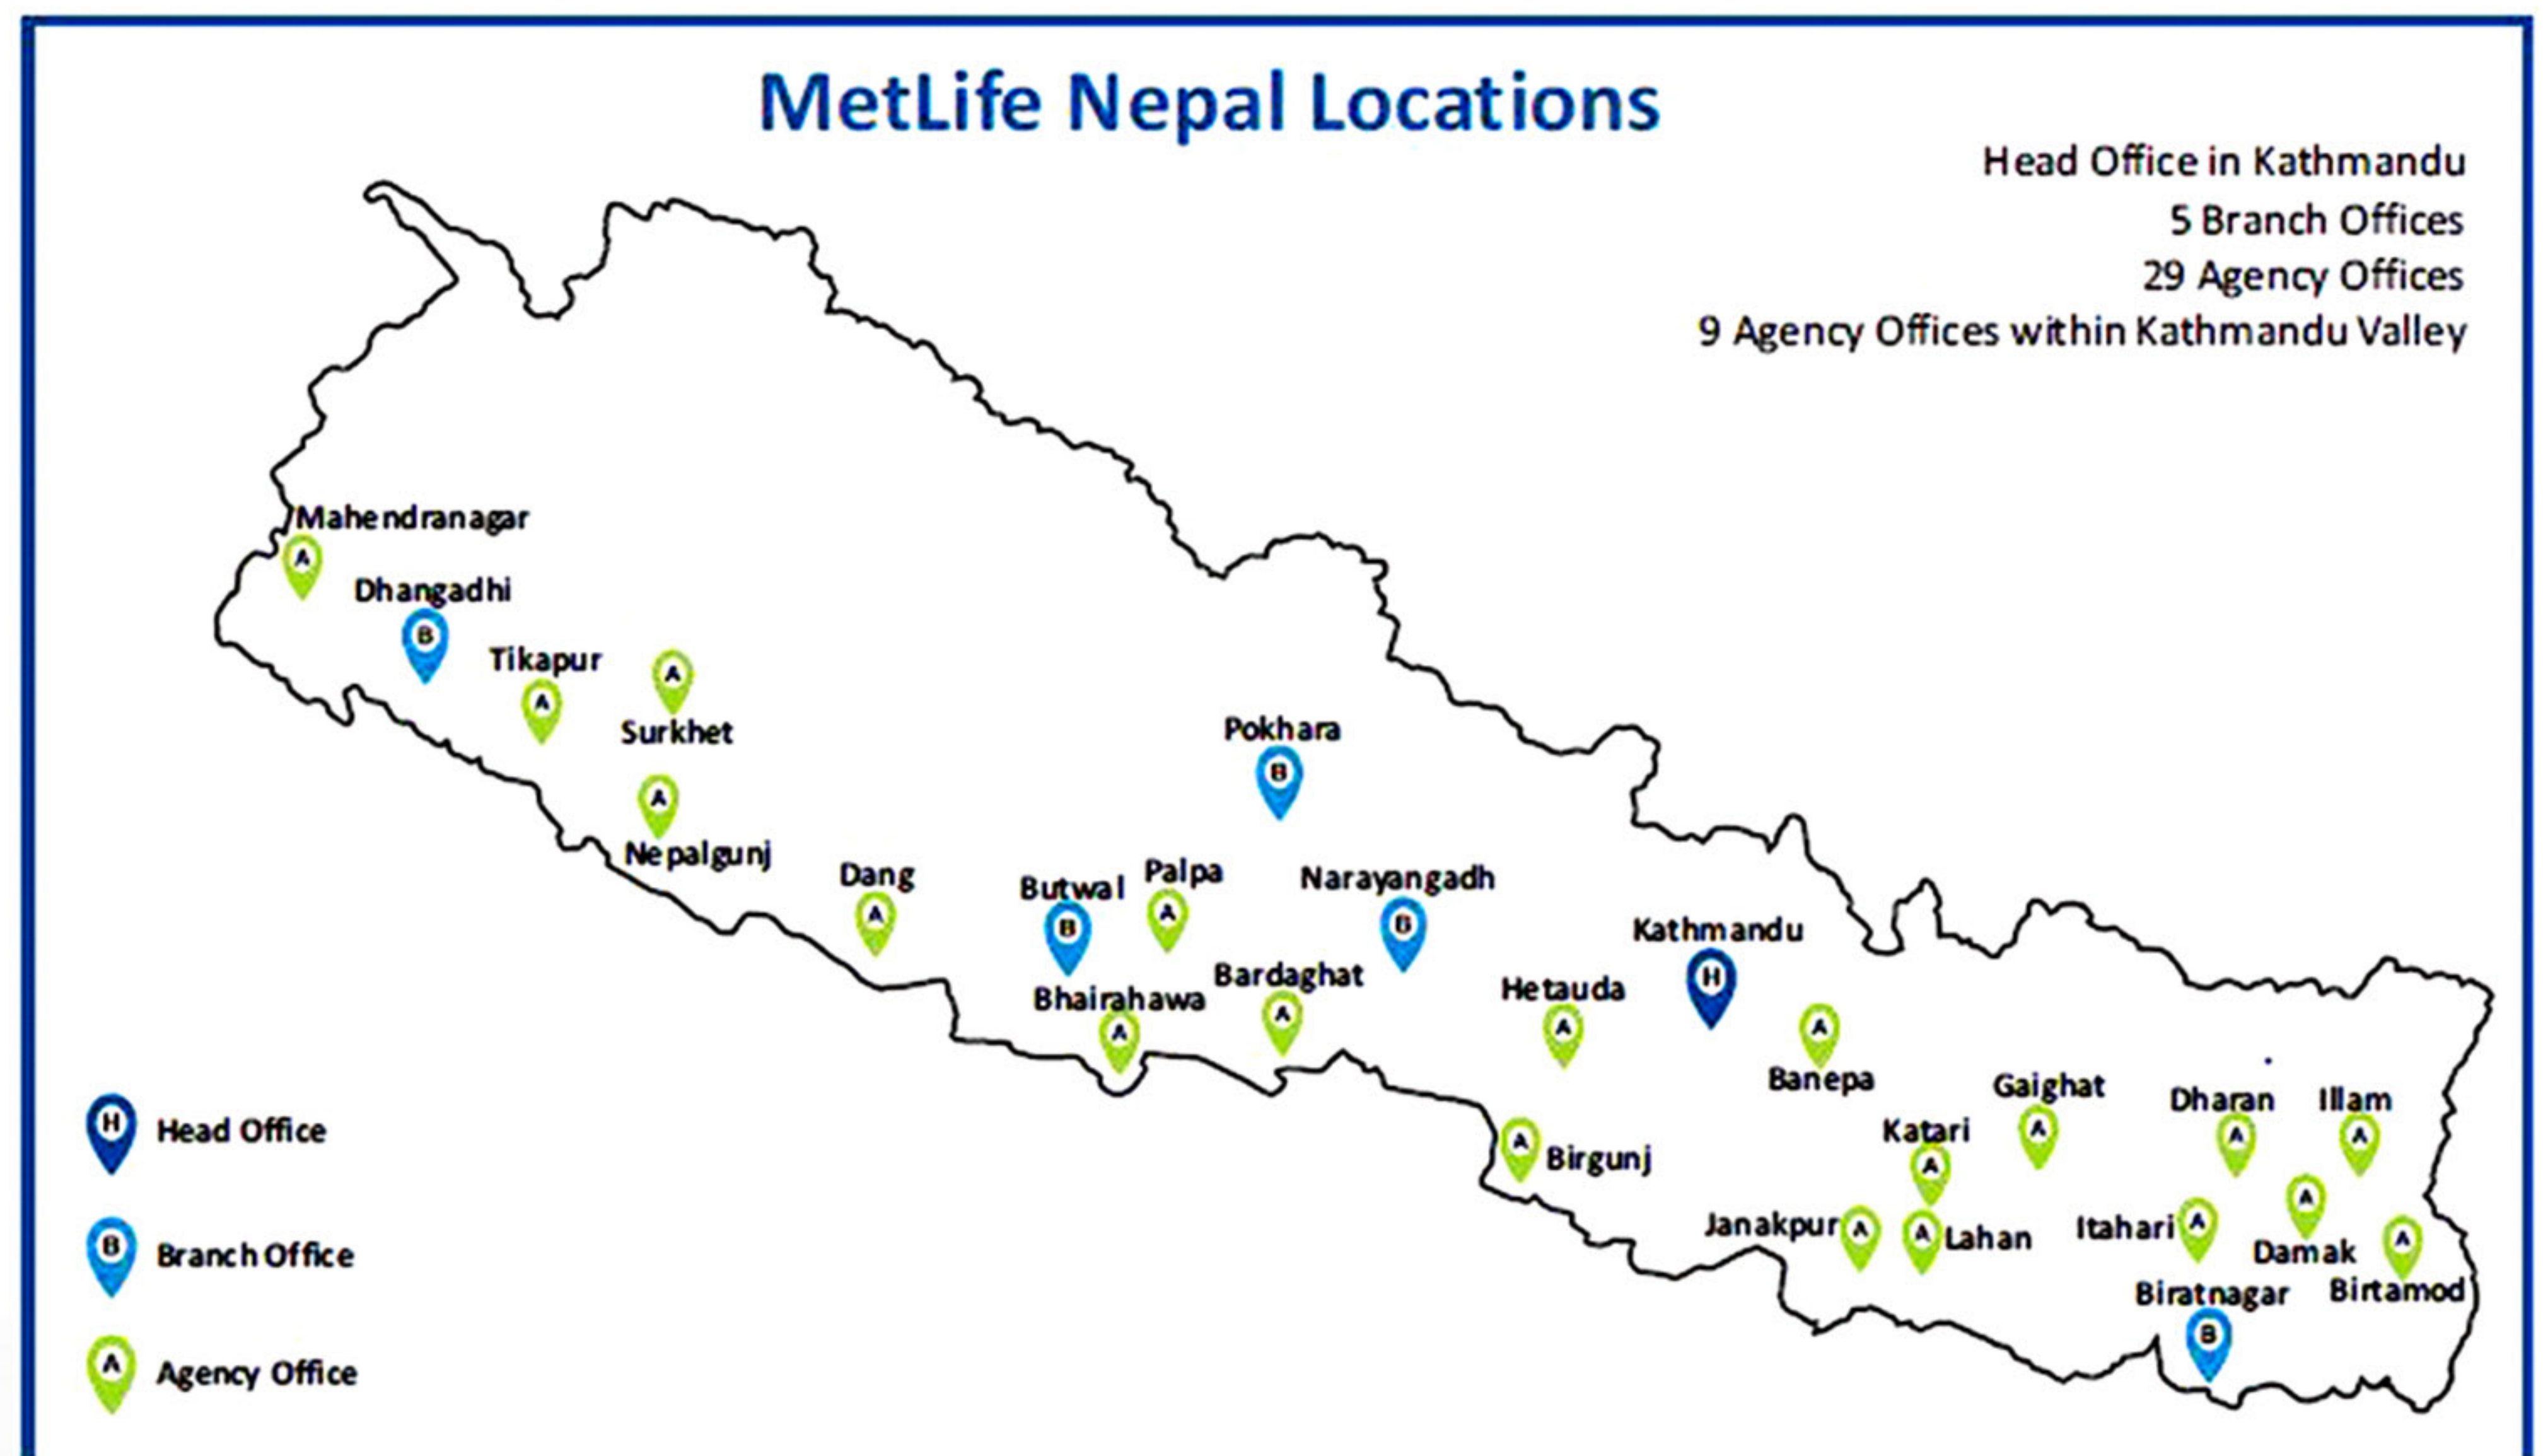 MetLife Nepal Locations
Head Office in Kathmandu
5 Branch Offices
29 Agency Offices
9 Agency Offices within Kathmandu Valley
Mahendranagar
A
Dhangadhi
B
Tikapur
A
A
Surkhet
A
Nepalgunj
Pokhara
B
Dang
A
Butwal
B
Palpa
A
Narayangadh
B
Bhairahawa
A
Bardaghat
A
Kathmandu
H
Hetauda
A
A
Banepa
A Birgunj
Gaighat
A
Katari
A
Dharan
A
Illam
A
Janakpur A
A Lahan
Itahari A
A
Damak
A
Birtamod
Biratnagar
B
H Head Office
B Branch Office
A Agency Office